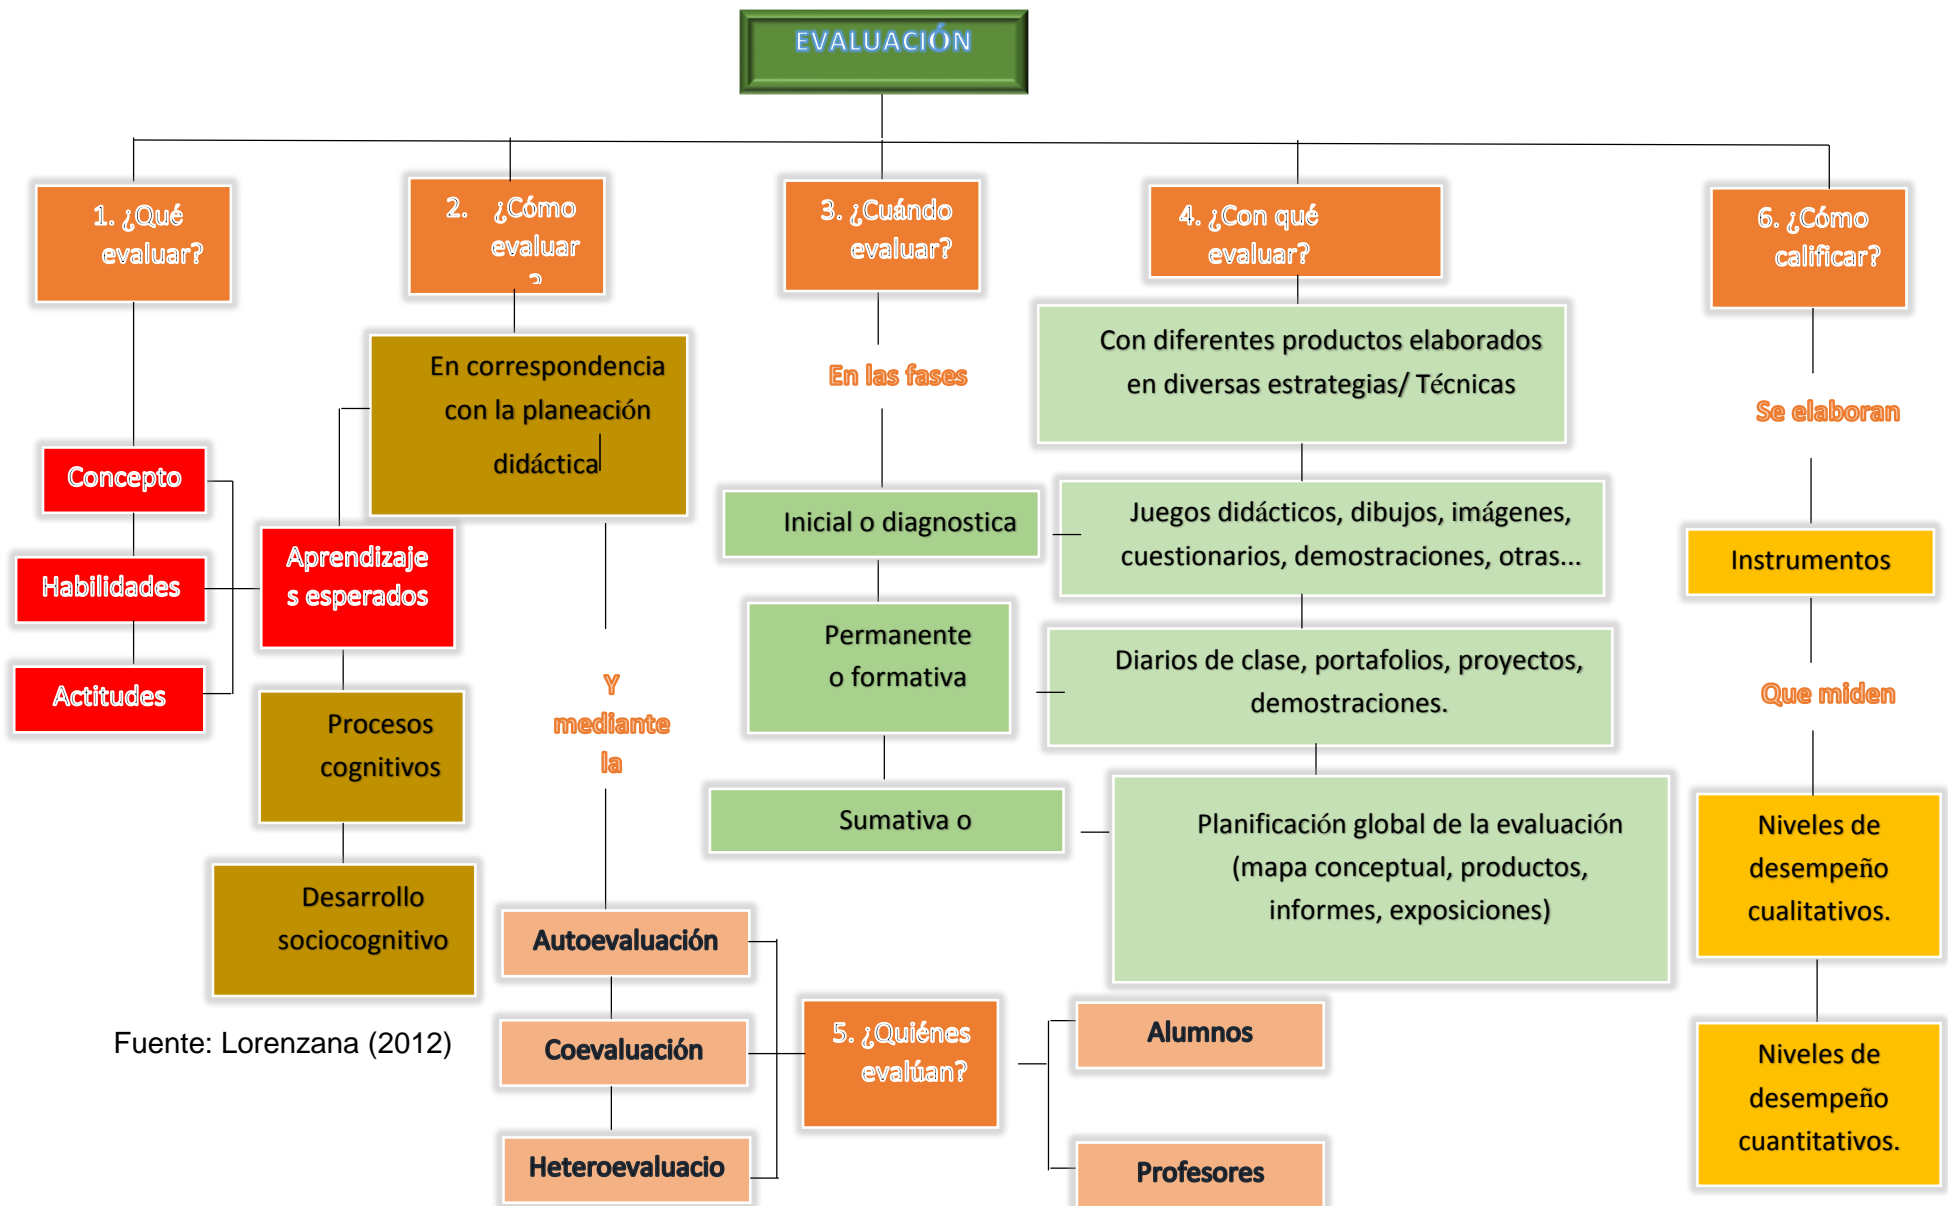 EVALUACIÓN
1. ¿Qué
evaluar?
2. ¿Cómo
evaluar
?
3. ¿Cuándo
evaluar?
4. ¿Con qué
evaluar?
6. ¿Cómo
calificar?
En correspondencia
con la planeación
didáctica
En las fases
Con diferentes productos elaborados
en diversas estrategias/ Técnicas
Se elaboran
Concepto
Habilidades
Actitudes
Aprendizaje
s esperados
Procesos
cognitivos
Desarrollo
sociocognitivo
Y
mediante
la
Inicial o diagnostica
Permanente
o formativa
Sumativa o
Juegos didácticos, dibujos, imágenes,
cuestionarios, demostraciones, otras...
Diarios de clase, portafolios, proyectos,
demostraciones.
Planificación global de la evaluación
(mapa conceptual, productos,
informes, exposiciones)
Instrumentos
Que miden
Niveles de
desempeño
cualitativos.
Niveles de
desempeño
cuantitativos.
Autoevaluación
Coevaluación
Heteroevaluacio
5. ¿Quiénes
evalúan?
Alumnos
Profesores
Fuente: Lorenzana (2012)